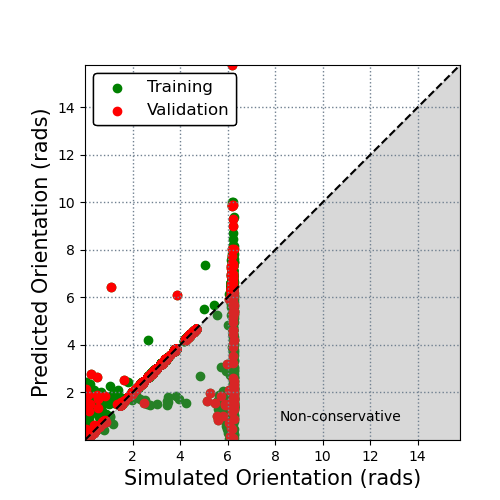 Training
Validation
Predicted Orientation (rads)
14
12
10
8
6
4
2
Non-conservative
2 4 6 8 10 12 14
Simulated Orientation (rads)